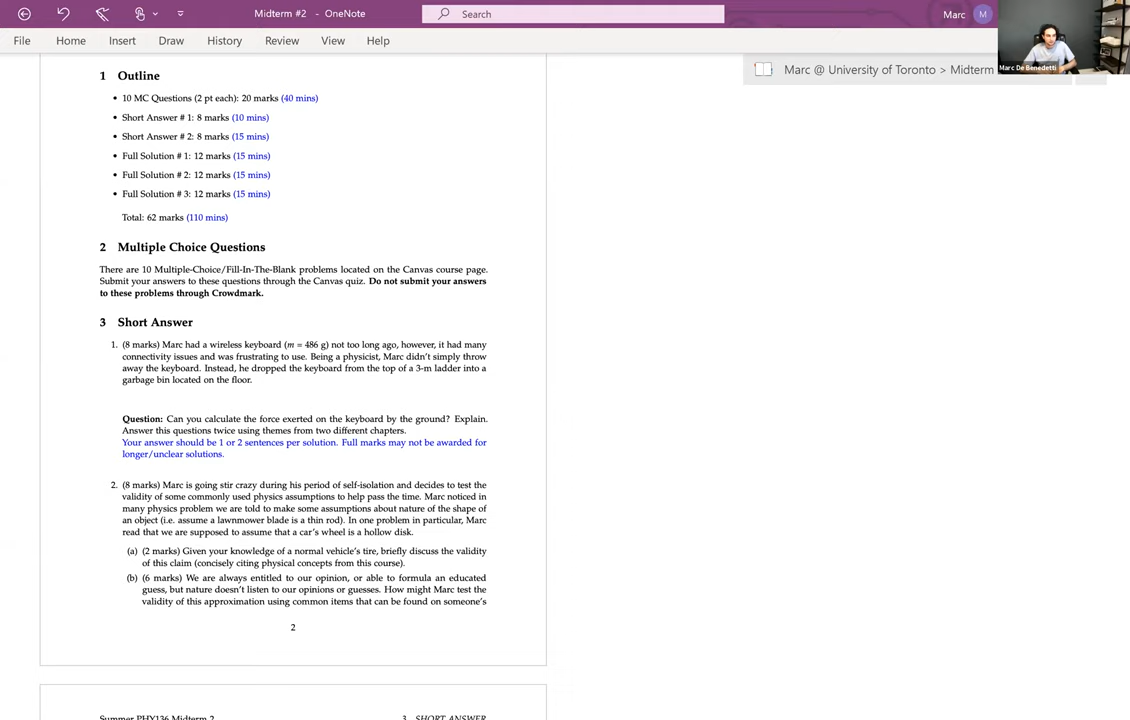 Midterm #2 - OneNote
Search
Marc
M
File Home Insert Draw History Review View Help
Marc De Benedetti
Marc @ University of Toronto > Midterm
1 Outline
• 10 MC Questions (2 pt each): 20 marks (40 mins)
• Short Answer # 1: 8 marks (10 mins)
• Short Answer # 2: 8 marks (15 mins)
• Full Solution # 1: 12 marks (15 mins)
• Full Solution # 2: 12 marks (15 mins)
• Full Solution # 3: 12 marks (15 mins)
Total: 62 marks (110 mins)
2 Multiple Choice Questions
There are 10 Multiple-Choice/Fill-In-The-Blank problems located on the Canvas course page.
Submit your answers to these questions through the Canvas quiz. Do not submit your answers
to these problems through Crowdmark.
3 Short Answer
1. (8 marks) Marc had a wireless keyboard (m = 486 g) not too long ago, however, it had many
connectivity issues and was frustrating to use. Being a physicist, Marc didn't simply throw
away the keyboard. Instead, he dropped the keyboard from the top of a 3-m ladder into a
garbage bin located on the floor.
Question: Can you calculate the force exerted on the keyboard by the ground? Explain.
Answer this questions twice using themes from two different chapters.
Your answer should be 1 or 2 sentences per solution. Full marks may not be awarded for
longer/unclear solutions.
2. (8 marks) Marc is going stir crazy during his period of self-isolation and decides to test the
validity of some commonly used physics assumptions to help pass the time. Marc noticed in
many physics problem we are told to make some assumptions about nature of the shape of
an object (i.e. assume a lawnmower blade is a thin rod). In one problem in particular, Marc
read that we are supposed to assume that a car's wheel is a hollow disk.
(a) (2 marks) Given your knowledge of a normal vehicle's tire, briefly discuss the validity
of this claim (concisely citing physical concepts from this course).
(b) (6 marks) We are always entitled to our opinion, or able to formula an educated
guess, but nature doesn't listen to our opinions or guesses. How might Marc test the
validity of this approximation using common items that can be found on someone's
2
Summer PHY136 Midterm 2 3 SHORT ANSWER